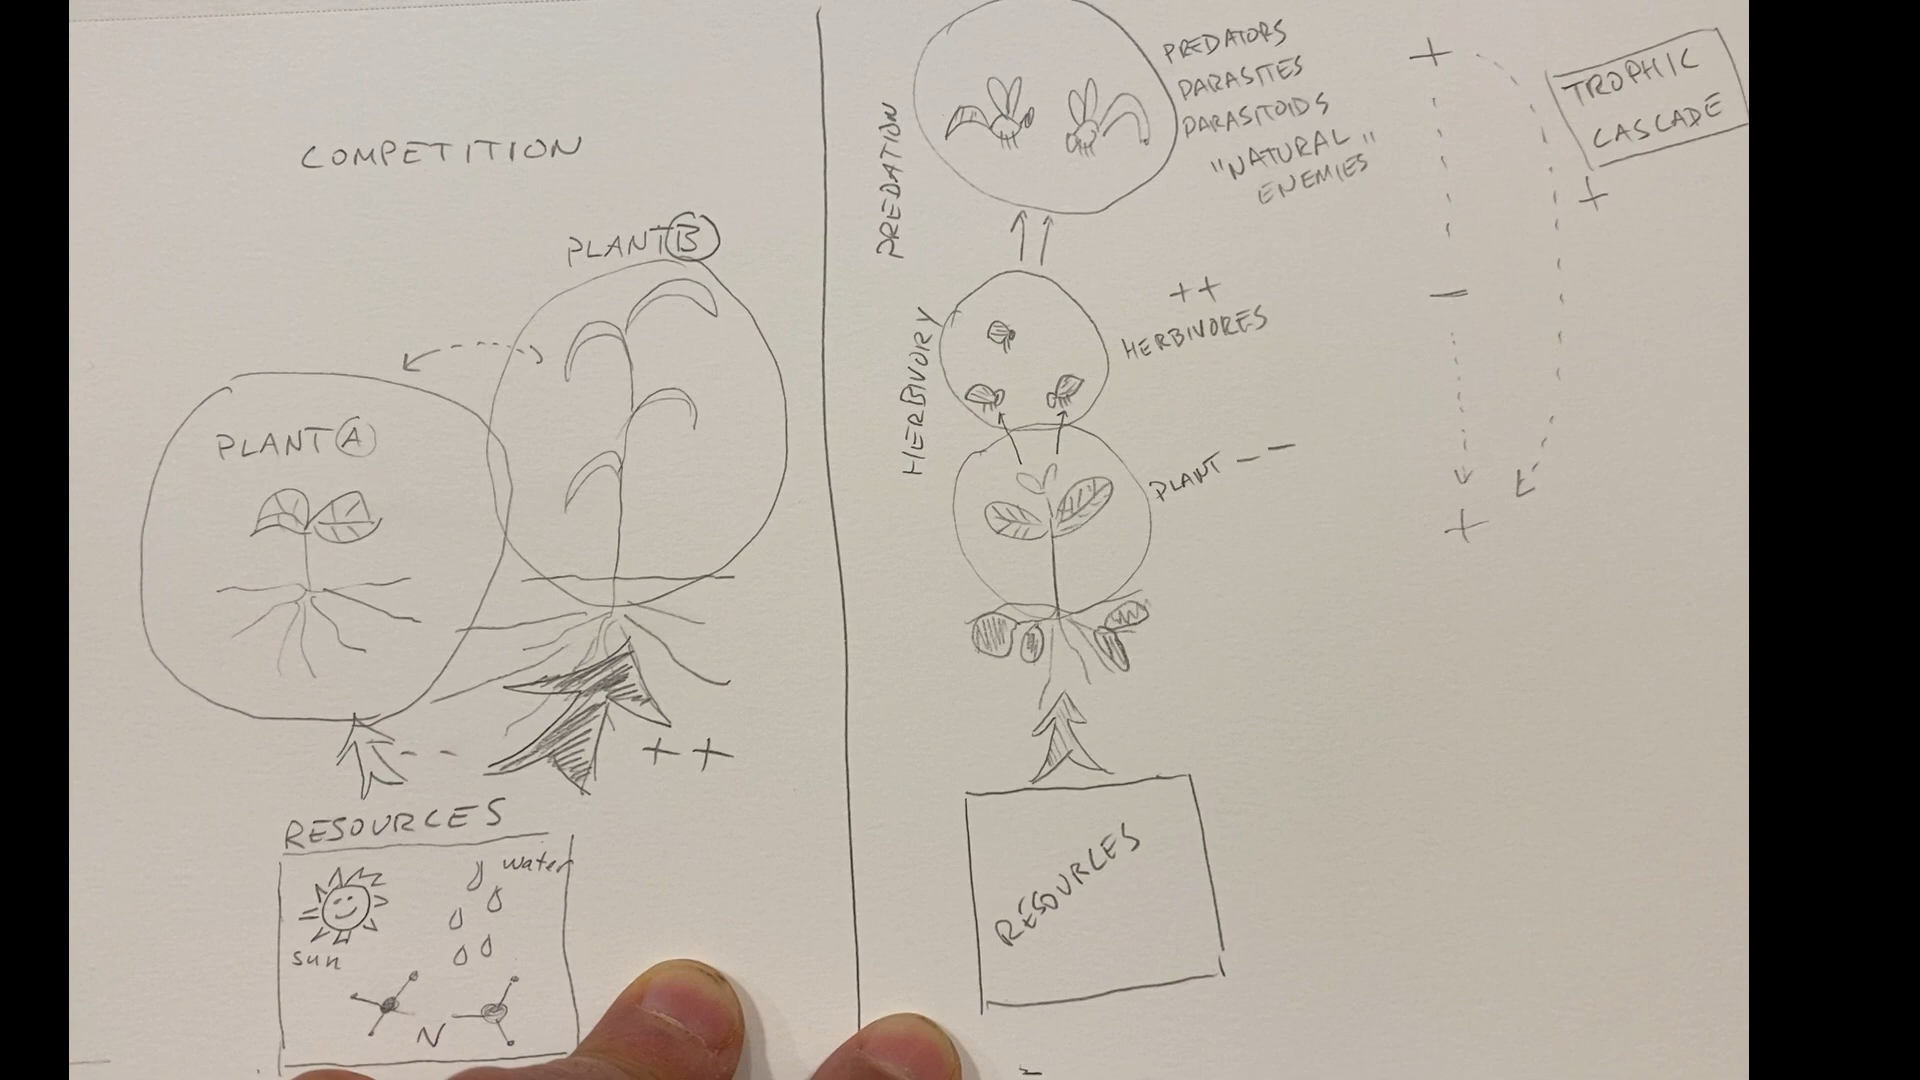 COMPETITION
PLANT B
PLANT A
- -
+ +
RESOURCES
water
sun
N
PREDATION
PREDATORS
PARASITES
PARASITOIDS
"NATURAL"
ENEMIES
HERBIVORY
++
HERBIVORES
PLANT - -
RESOURCES
+
-
+
TROPHIC
CASCADE
+